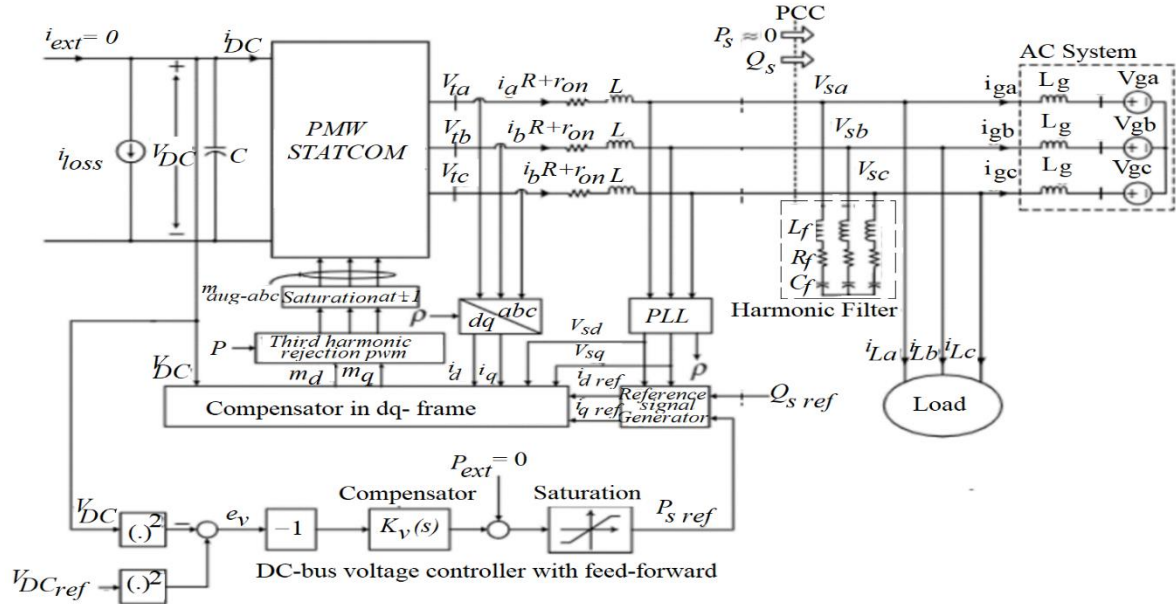 PCC
P_s ≈ 0
Q_s
i_ext = 0
i_DC
AC System
V_ta
i_a R+r_on
L
V_sa
i_ga
L_g
V_ga
PMW
STATCOM
V_tb
i_b R+r_on
L
V_sb
i_gb
L_g
V_gb
i_loss
V_DC
C
V_tc
i_b R+r_on
L
V_sc
i_gc
L_g
V_gc
L_f
R_f
C_f
Harmonic Filter
m_aug-abc
Saturationat±1
ρ
dq
abc
PLL
V_sd
V_sq
ρ
P
Third harmonic
rejection pwm
i_La
i_Lb
i_Lc
V_DC
m_d
m_q
i_d
i_q
i_d ref
i_q ref
Compensator in dq- frame
Reference
signal
Generator
Q_s ref
Load
P_ext = 0
Compensator
Saturation
V_DC
(.)²
−
e_v
−1
K_v(s)
P_s ref
V_DCref
(.)²
DC-bus voltage controller with feed-forward